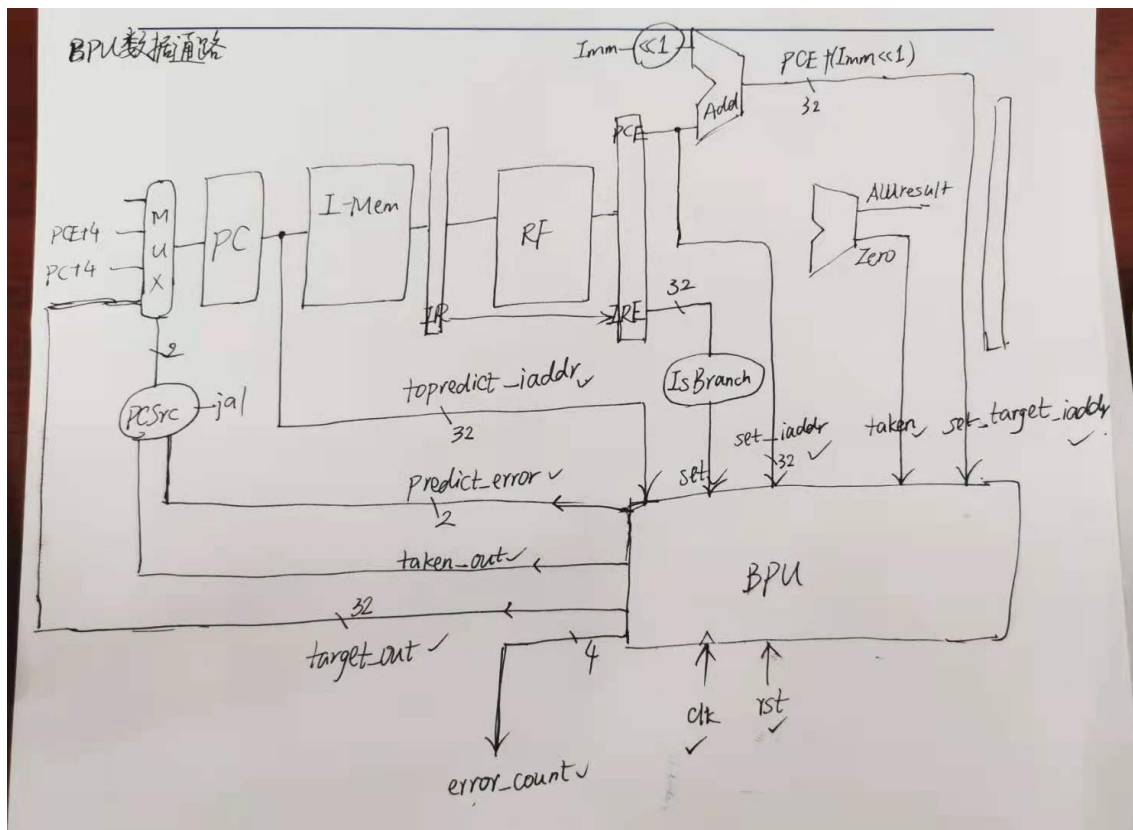 BPU数据通路
Imm
<<1
PCE+(Imm<<1)
32
Add
PCE
I-Mem
MUX
PC
RF
ALUresult
Zero
PCE+4
PC+4
IR
IRE
32
2
topredict_iaddr ✓
32
IsBranch
PCSrc
jal
set_iaddr ✓
32
taken ✓
set_target_iaddr ✓
set ✓
predict_error ✓
2
taken_out ✓
BPU
32
target_out ✓
4
clk ✓
rst ✓
error_count ✓